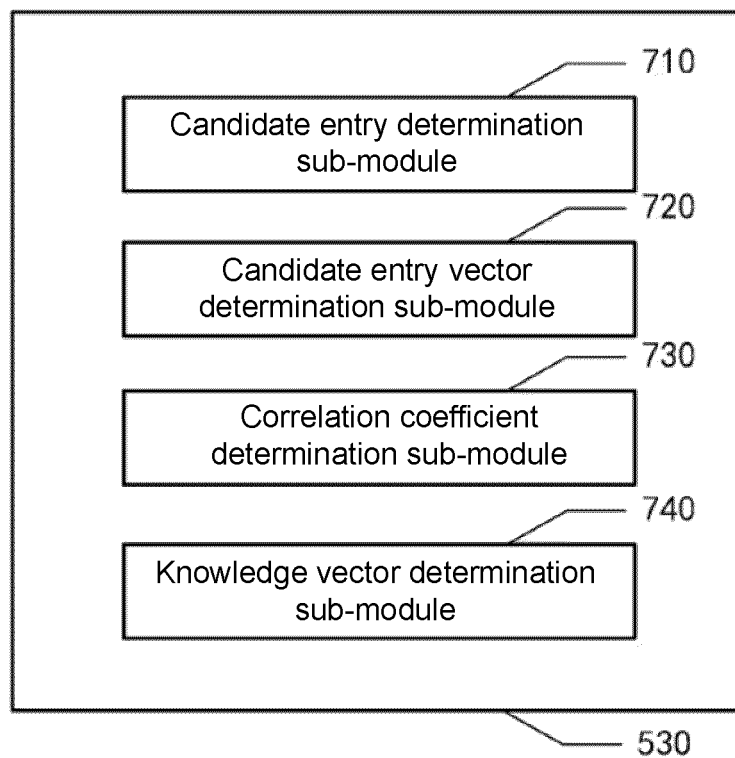 710
Candidate entry determination
sub-module
720
Candidate entry vector
determination sub-module
730
Correlation coefficient
determination sub-module
740
Knowledge vector determination
sub-module
530